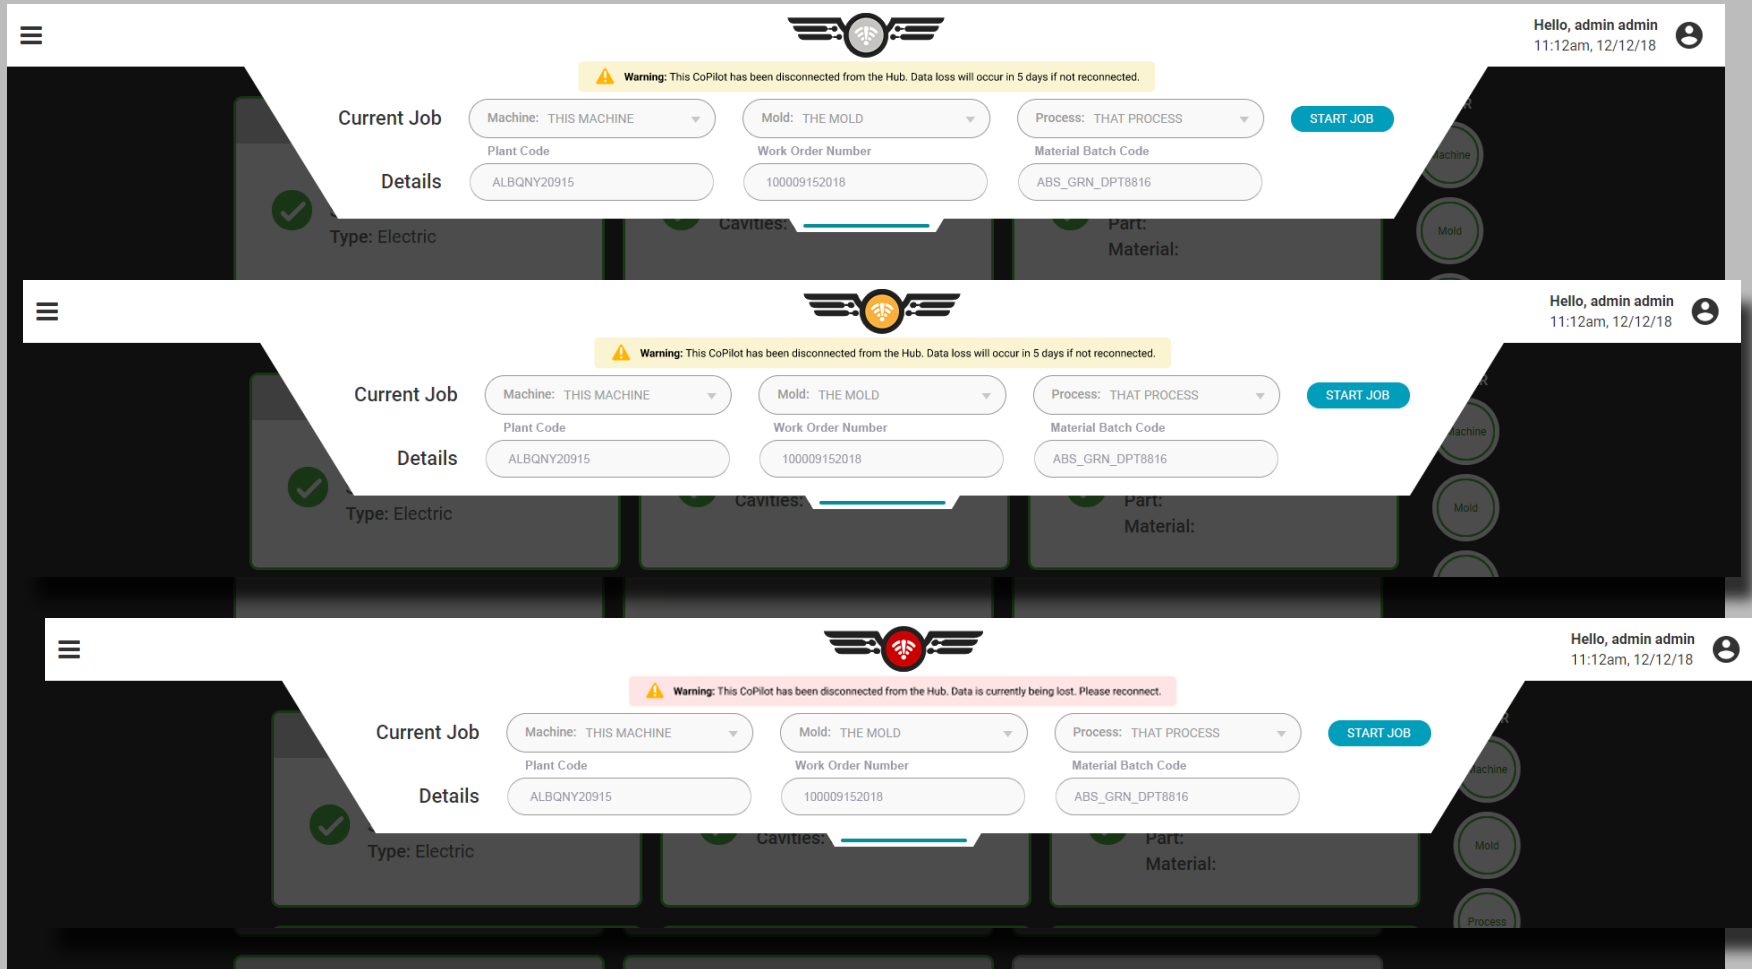 Hello, admin admin
11:12am, 12/12/18
Warning: This CoPilot has been disconnected from the Hub. Data loss will occur in 5 days if not reconnected.
Current Job
Machine: THIS MACHINE
Mold: THE MOLD
Process: THAT PROCESS
START JOB
Plant Code
Work Order Number
Material Batch Code
Details
ALBQNY20915
100009152018
ABS_GRN_DPT8816
R
Machine
Mold
Type: Electric
Cavities:
Part:
Material:
Hello, admin admin
11:12am, 12/12/18
Warning: This CoPilot has been disconnected from the Hub. Data loss will occur in 5 days if not reconnected.
Current Job
Machine: THIS MACHINE
Mold: THE MOLD
Process: THAT PROCESS
START JOB
Plant Code
Work Order Number
Material Batch Code
Details
ALBQNY20915
100009152018
ABS_GRN_DPT8816
R
Machine
Mold
Type: Electric
Cavities:
Part:
Material:
Hello, admin admin
11:12am, 12/12/18
Warning: This CoPilot has been disconnected from the Hub. Data is currently being lost. Please reconnect.
Current Job
Machine: THIS MACHINE
Mold: THE MOLD
Process: THAT PROCESS
START JOB
Plant Code
Work Order Number
Material Batch Code
Details
ALBQNY20915
100009152018
ABS_GRN_DPT8816
R
Machine
Mold
Process
Type: Electric
Cavities:
Part:
Material: